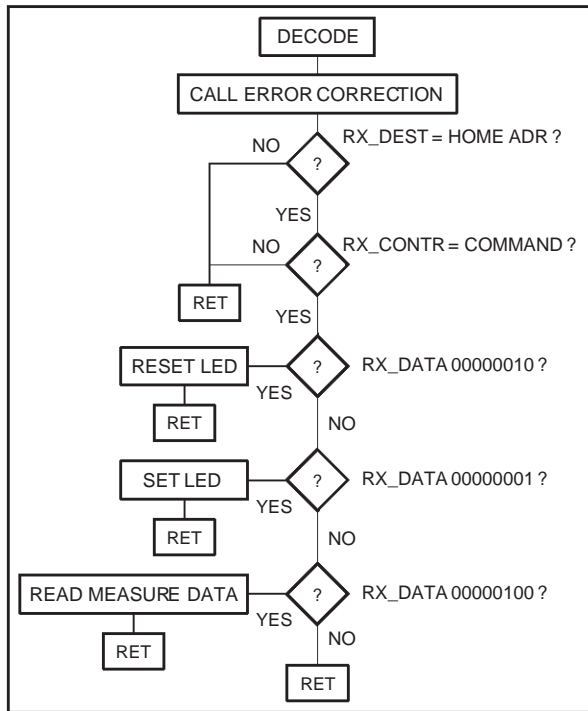 DECODE
CALL ERROR CORRECTION
RX_DEST = HOME ADR ?
NO
?
YES
RX_CONTR = COMMAND ?
NO
?
RET
YES
RESET LED
YES
?
RX_DATA 00000010 ?
RET
NO
SET LED
YES
?
RX_DATA 00000001 ?
RET
NO
READ MEASURE DATA
YES
?
RX_DATA 00000100 ?
RET
NO
RET